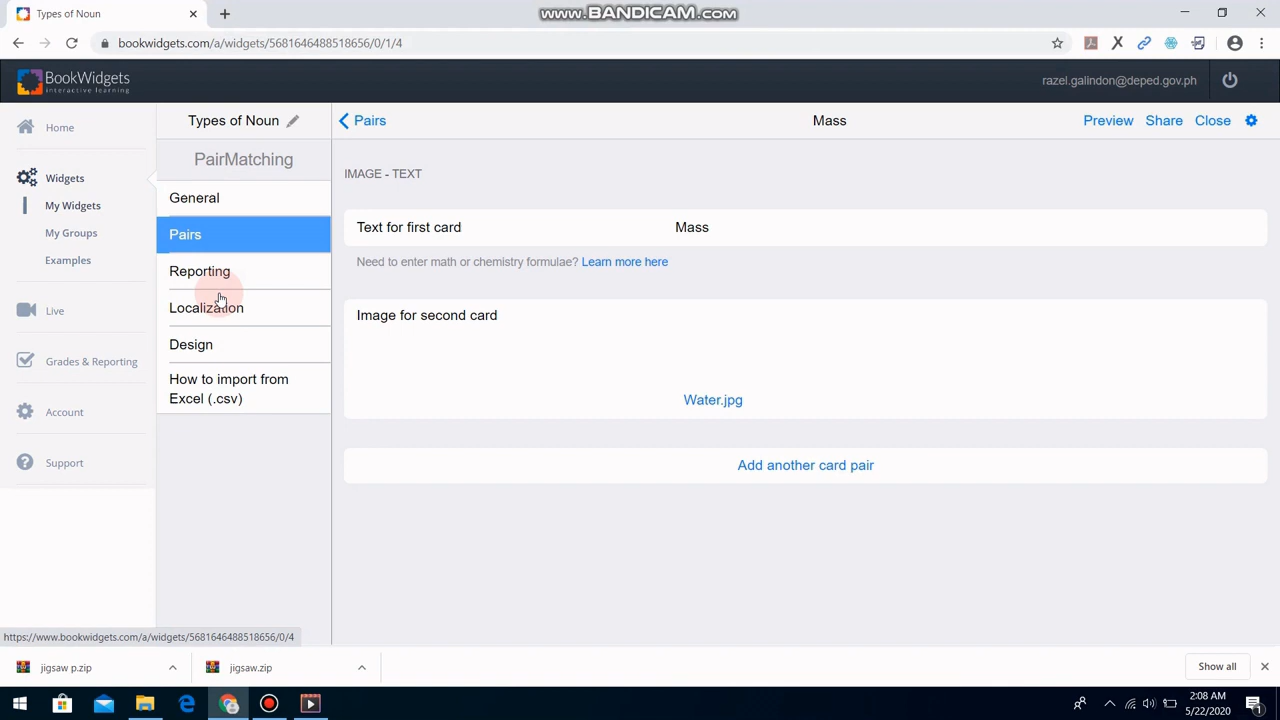 Types of Noun
www.BANDICAM.com
bookwidgets.com/a/widgets/5681646488518656/0/1/4
BookWidgets
interactive learning
razel.galindon@deped.gov.ph
Home
Widgets
My Widgets
My Groups
Examples
Live
Grades & Reporting
Account
Support
Types of Noun
PairMatching
General
Pairs
Reporting
Localization
Design
How to import from
Excel (.csv)
Pairs
Mass
Preview
Share
Close
IMAGE - TEXT
Text for first card
Mass
Need to enter math or chemistry formulae? Learn more here
Image for second card
Water.jpg
Add another card pair
https://www.bookwidgets.com/a/widgets/5681646488518656/0/4
jigsaw p.zip
jigsaw.zip
Show all
2:08 AM
5/22/2020
1